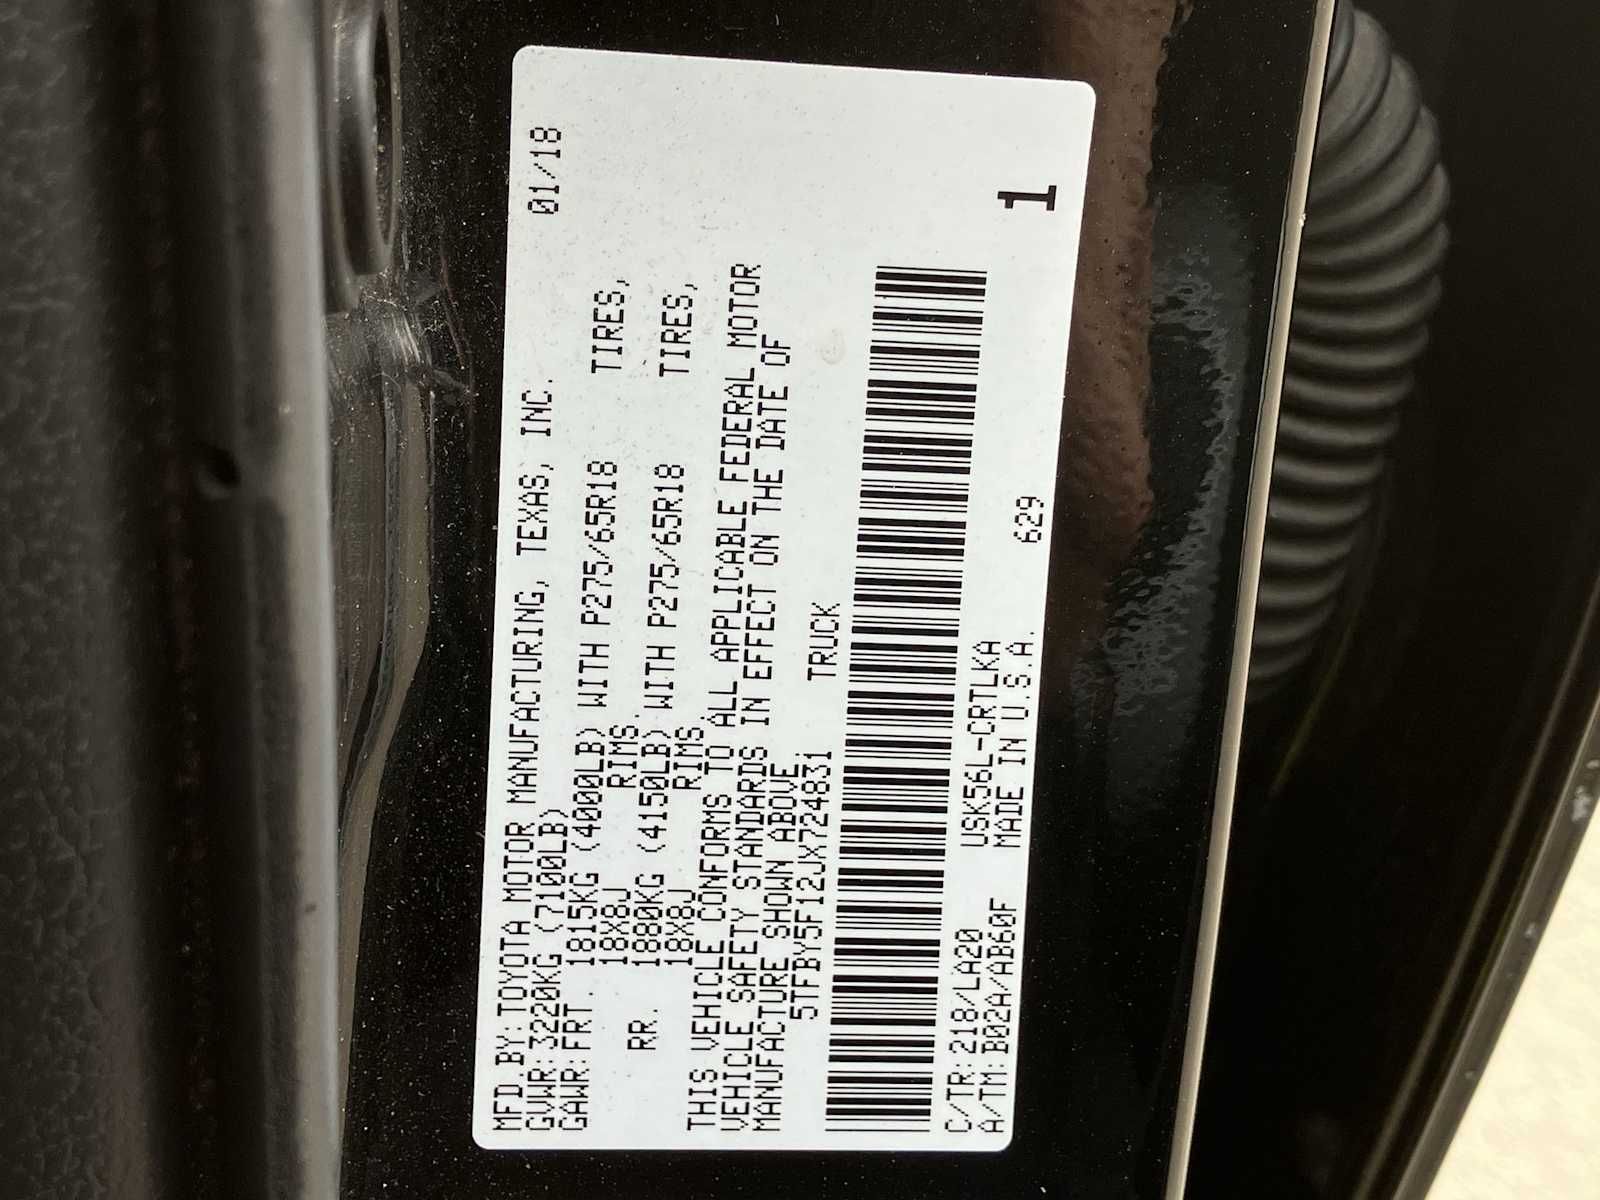 MFD.BY:TOYOTA MOTOR MANUFACTURING, TEXAS, INC. 01/18
GVWR:3220KG (7100LB)
GAWR:FRT. 1815KG (4000LB) WITH P275/65R18 TIRES,
18X8J RIMS.
RR. 1880KG (4150LB) WITH P275/65R18 TIRES,
18X8J RIMS.
THIS VEHICLE CONFORMS TO ALL APPLICABLE FEDERAL MOTOR
VEHICLE SAFETY STANDARDS IN EFFECT ON THE DATE OF
MANUFACTURE SHOWN ABOVE
5TFBY5F12JX724831 TRUCK
C/TR:218/LA20 USK56L-CRTLKA
A/TM:B02A/AB60F MADE IN U.S.A. 629
1